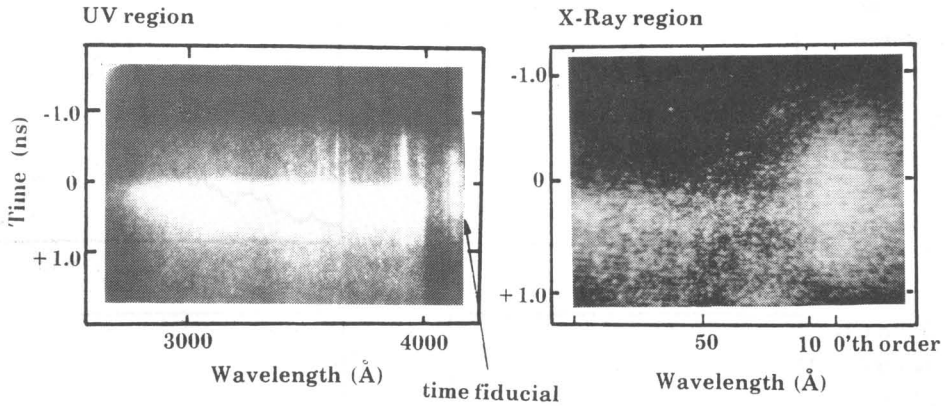 UV region
X-Ray region
Time (ns)
-1.0
0
+1.0
3000
4000
Wavelength (Å)
time fiducial
-1.0
0
+1.0
50
10
0'th order
Wavelength (Å)